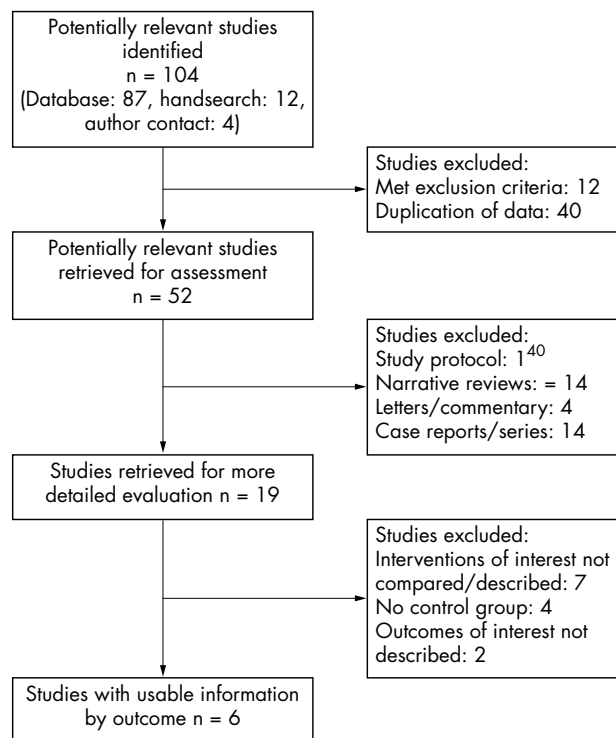 Potentially relevant studies
identified
n = 104
(Database: 87, handsearch: 12,
author contact: 4)
Studies excluded:
Met exclusion criteria: 12
Duplication of data: 40
Potentially relevant studies
retrieved for assessment
n = 52
Studies excluded:
Study protocol: 1⁴⁰
Narrative reviews: = 14
Letters/commentary: 4
Case reports/series: 14
Studies retrieved for more
detailed evaluation n = 19
Studies excluded:
Interventions of interest not
compared/described: 7
No control group: 4
Outcomes of interest not
described: 2
Studies with usable information
by outcome n = 6